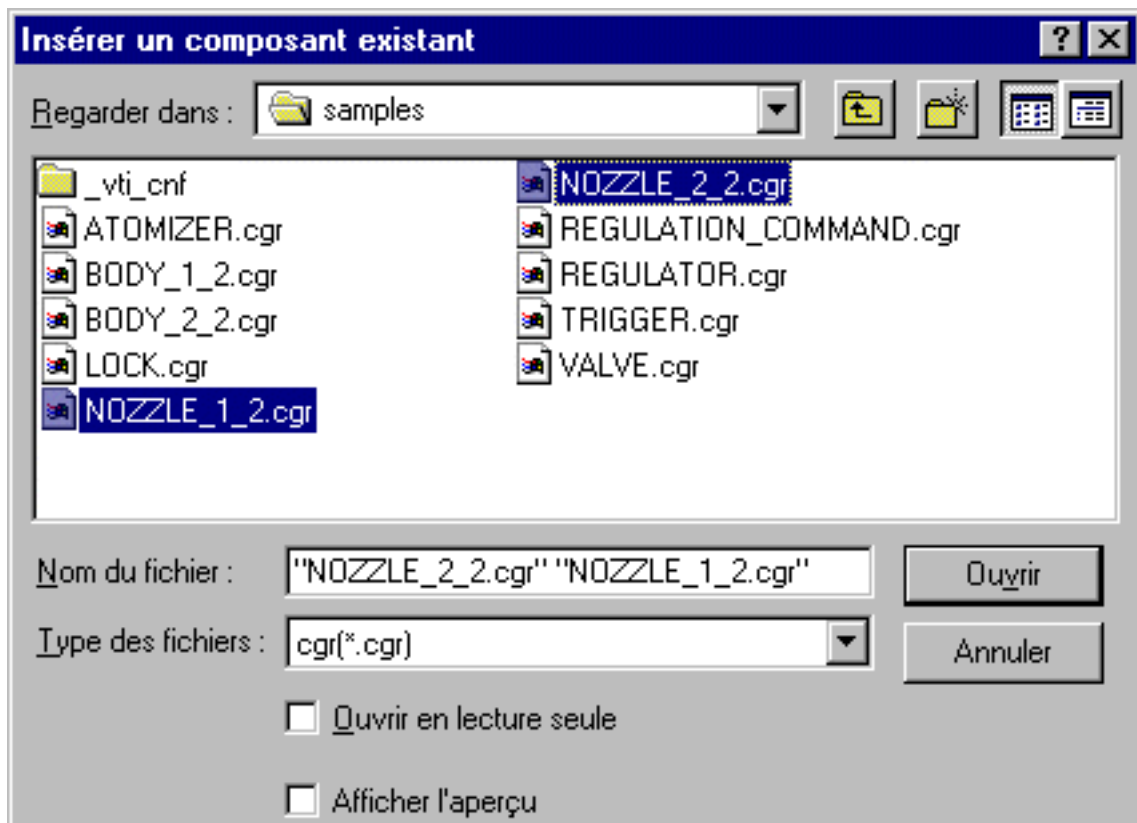 Insérer un composant existant
Regarder dans : samples
_vti_cnf
ATOMIZER.cgr
BODY_1_2.cgr
BODY_2_2.cgr
LOCK.cgr
NOZZLE_1_2.cgr
NOZZLE_2_2.cgr
REGULATION_COMMAND.cgr
REGULATOR.cgr
TRIGGER.cgr
VALVE.cgr
Nom du fichier : "NOZZLE_2_2.cgr" "NOZZLE_1_2.cgr" Ouvrir
Type des fichiers : cgr(*.cgr) Annuler
Ouvrir en lecture seule
Afficher l'aperçu